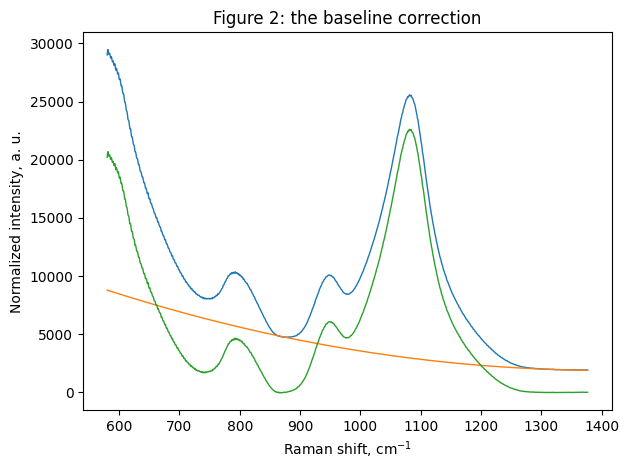 Figure 2: the baseline correction
30000
25000
20000
15000
10000
5000
0
Normalized intensity, a. u.
600 700 800 900 1000 1100 1200 1300 1400
Raman shift, cm⁻¹